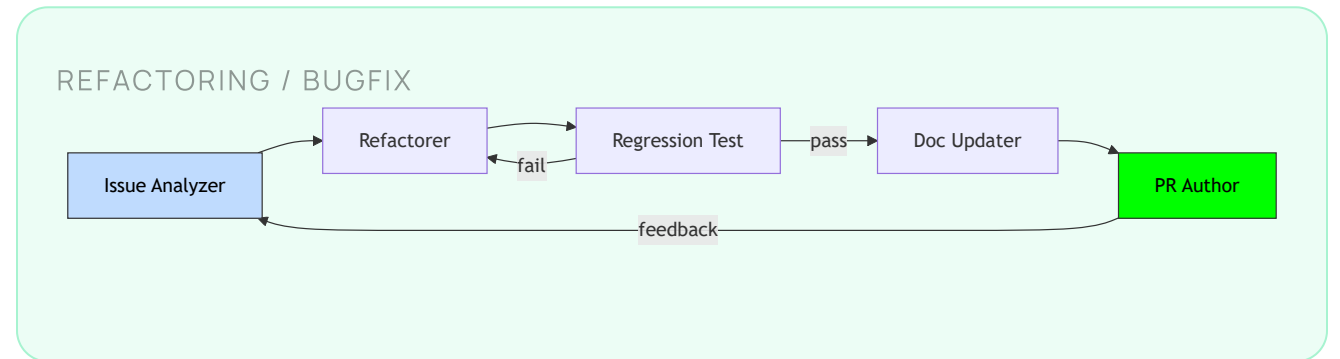 REFACTORING / BUGFIX
Issue Analyzer
Refactorer
fail
Regression Test
pass
Doc Updater
PR Author
feedback